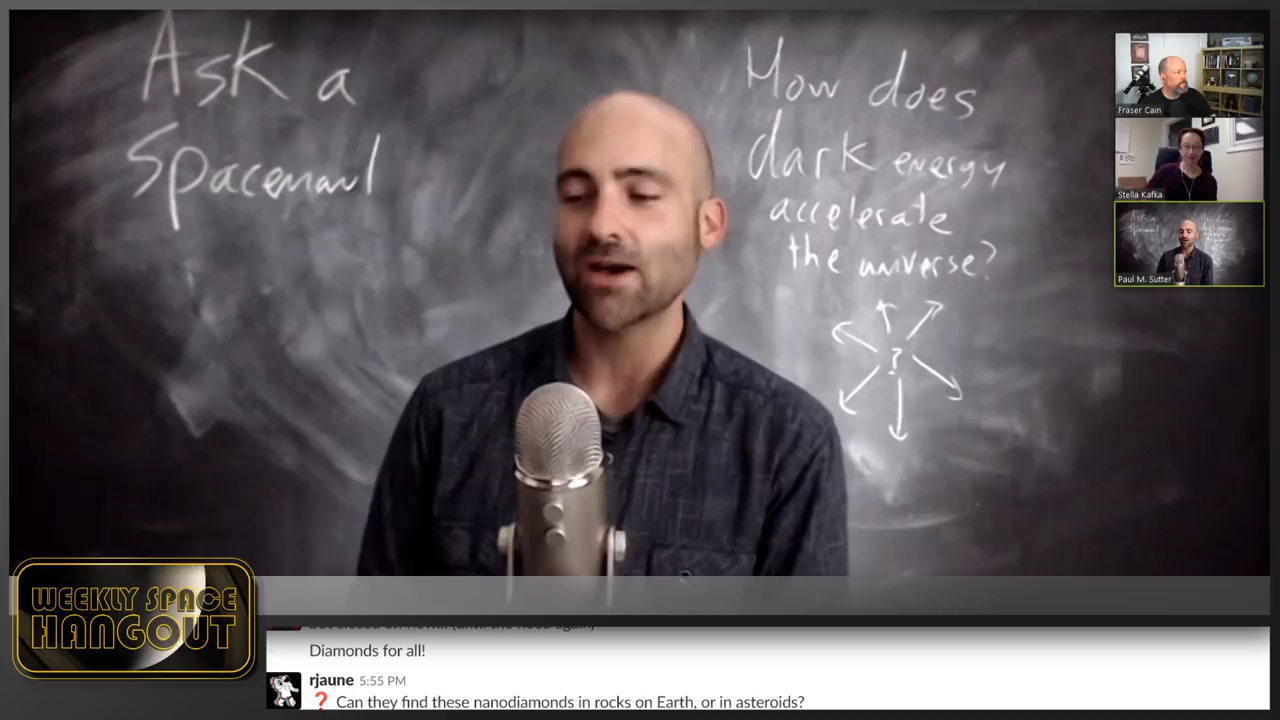 Ask a
Spaceman!
How does
dark energy
accelerate
the universe?
?
Fraser Cain
Stella Kafka
Paul M. Sutter
WEEKLY SPACE
HANGOUT
Diamonds for all!
rjaune 5:55 PM
❓ Can they find these nanodiamonds in rocks on Earth, or in asteroids?